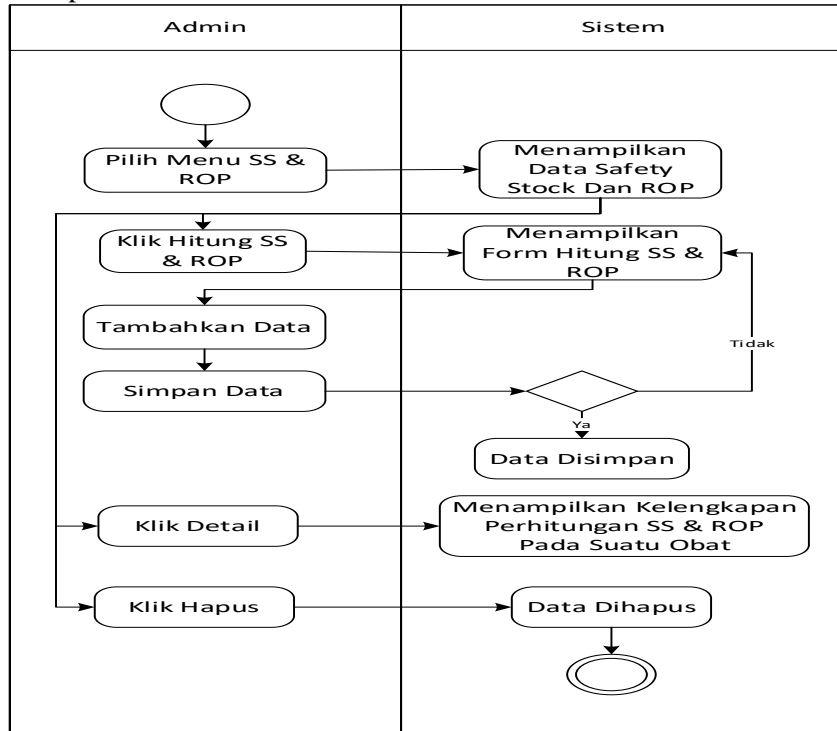 Admin
Sistem
Pilih Menu SS &
ROP
Menampilkan
Data Safety
Stock Dan ROP
Klik Hitung SS
& ROP
Menampilkan
Form Hitung SS &
ROP
Tambahkan Data
Tidak
Simpan Data
Ya
Data Disimpan
Klik Detail
Menampilkan Kelengkapan
Perhitungan SS & ROP
Pada Suatu Obat
Klik Hapus
Data Dihapus